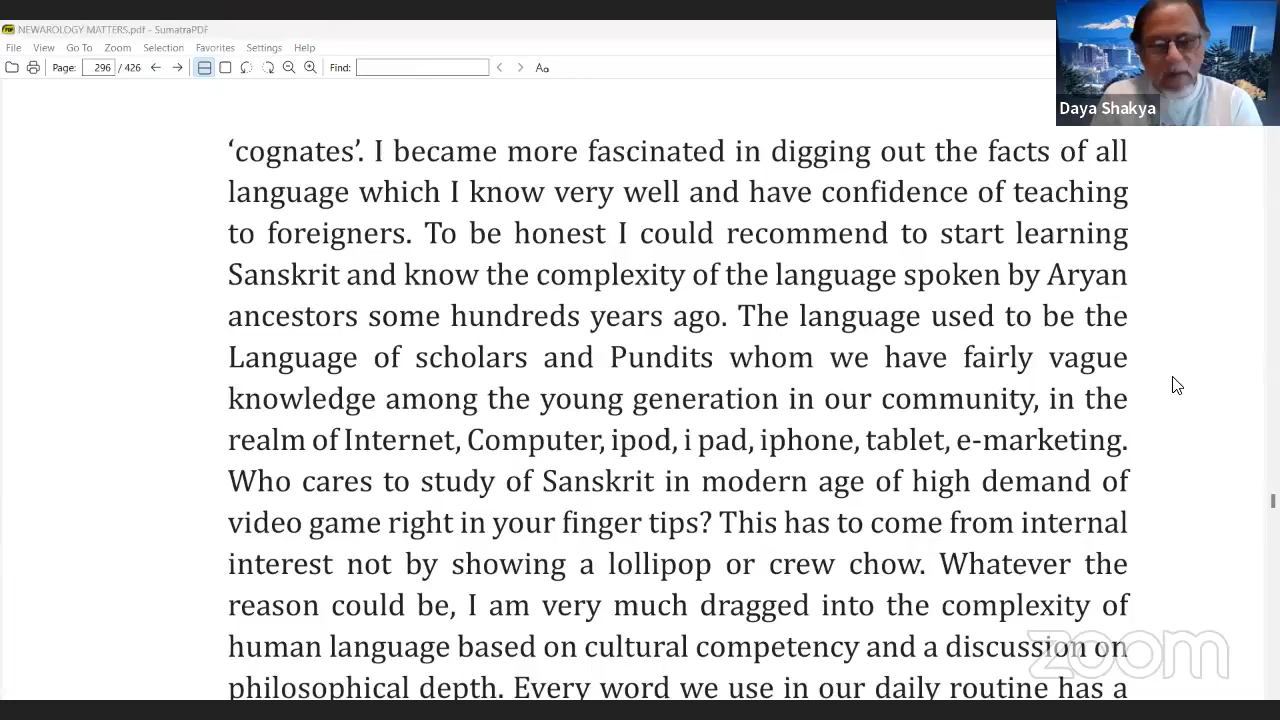 NEWAROLOGY MATTERS.pdf - SumatraPDF
File View Go To Zoom Selection Favorites Settings Help
Page: 296 / 426 Find: Aa
Daya Shakya
‘cognates’. I became more fascinated in digging out the facts of all
language which I know very well and have confidence of teaching
to foreigners. To be honest I could recommend to start learning
Sanskrit and know the complexity of the language spoken by Aryan
ancestors some hundreds years ago. The language used to be the
Language of scholars and Pundits whom we have fairly vague
knowledge among the young generation in our community, in the
realm of Internet, Computer, ipod, i pad, iphone, tablet, e-marketing.
Who cares to study of Sanskrit in modern age of high demand of
video game right in your finger tips? This has to come from internal
interest not by showing a lollipop or crew chow. Whatever the
reason could be, I am very much dragged into the complexity of
human language based on cultural competency and a discussion on
philosophical depth. Every word we use in our daily routine has a
zoom